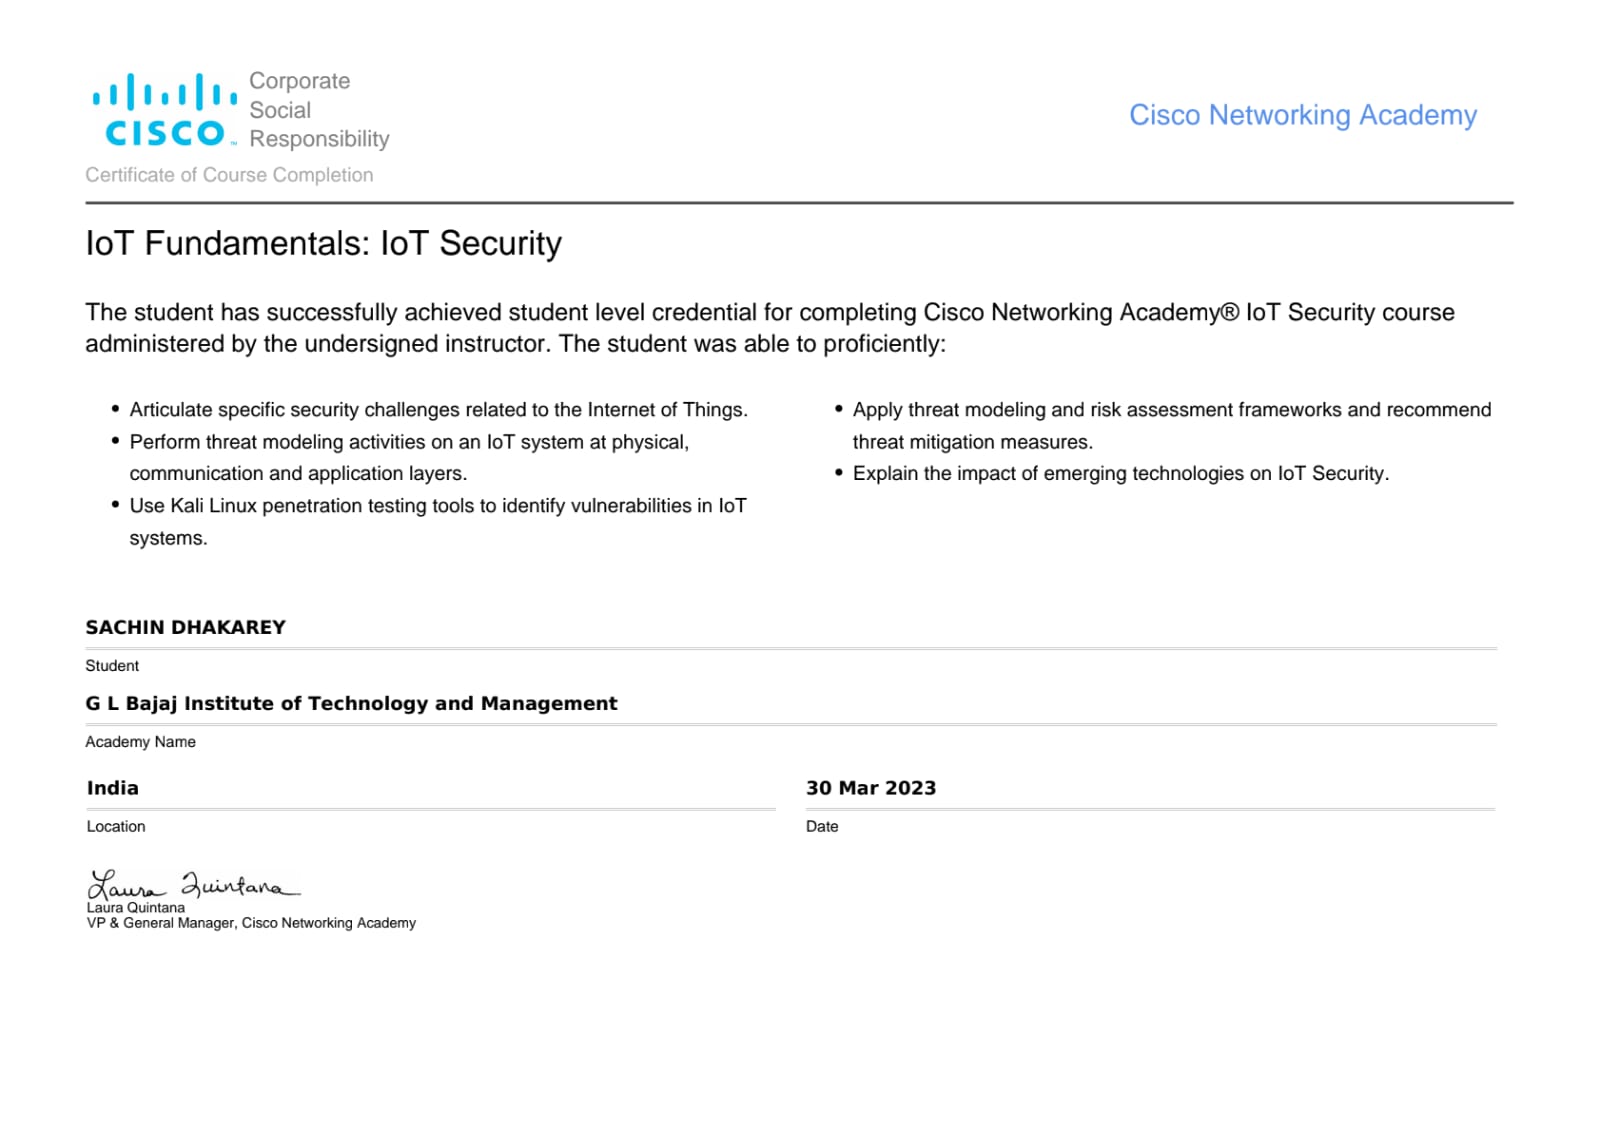 Corporate
Social
Responsibility
CISCO™
Certificate of Course Completion
Cisco Networking Academy
IoT Fundamentals: IoT Security
The student has successfully achieved student level credential for completing Cisco Networking Academy® IoT Security course
administered by the undersigned instructor. The student was able to proficiently:
• Articulate specific security challenges related to the Internet of Things.
• Perform threat modeling activities on an IoT system at physical,
communication and application layers.
• Use Kali Linux penetration testing tools to identify vulnerabilities in IoT
systems.
• Apply threat modeling and risk assessment frameworks and recommend
threat mitigation measures.
• Explain the impact of emerging technologies on IoT Security.
SACHIN DHAKAREY
Student
G L Bajaj Institute of Technology and Management
Academy Name
India
Location
30 Mar 2023
Date
Laura Quintana
Laura Quintana
VP & General Manager, Cisco Networking Academy